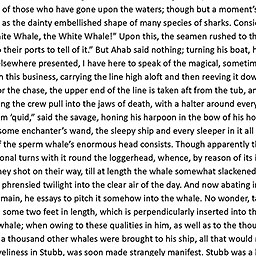 of those who have gone upon the waters; though but a moment's
as the dainty embellished shape of many species of sharks. Consi
ite Whale, the White Whale!" Upon this, the seamen rushed to th
their ports to tell of it." But Ahab said nothing; turning his boat, h
elsewhere presented, I have here to speak of the magical, sometim
n this business, carrying the line high aloft and then reeving it dow
or the chase, the upper end of the line is taken aft from the tub, an
ng the crew pull into the jaws of death, with a halter around every
m 'quid," said the savage, honing his harpoon in the bow of his ho
some enchanter's wand, the sleepy ship and every sleeper in it all
of the sperm whale's enormous head consists. Though apparently th
onal turns with it round the loggerhead, whence, by reason of its i
hey shot on their way, till at length the whale somewhat slackened
phrensied twilight into the clear air of the day. And now abating i
main, he essays to pitch it somehow into the whale. No wonder, ta
some two feet in length, which is perpendicularly inserted into th
whale; when owing to these qualities in him, as well as to the thou
a thousand other whales were brought to his ship, all that would r
veliness in Stubb, was soon made strangely manifest. Stubb was a h